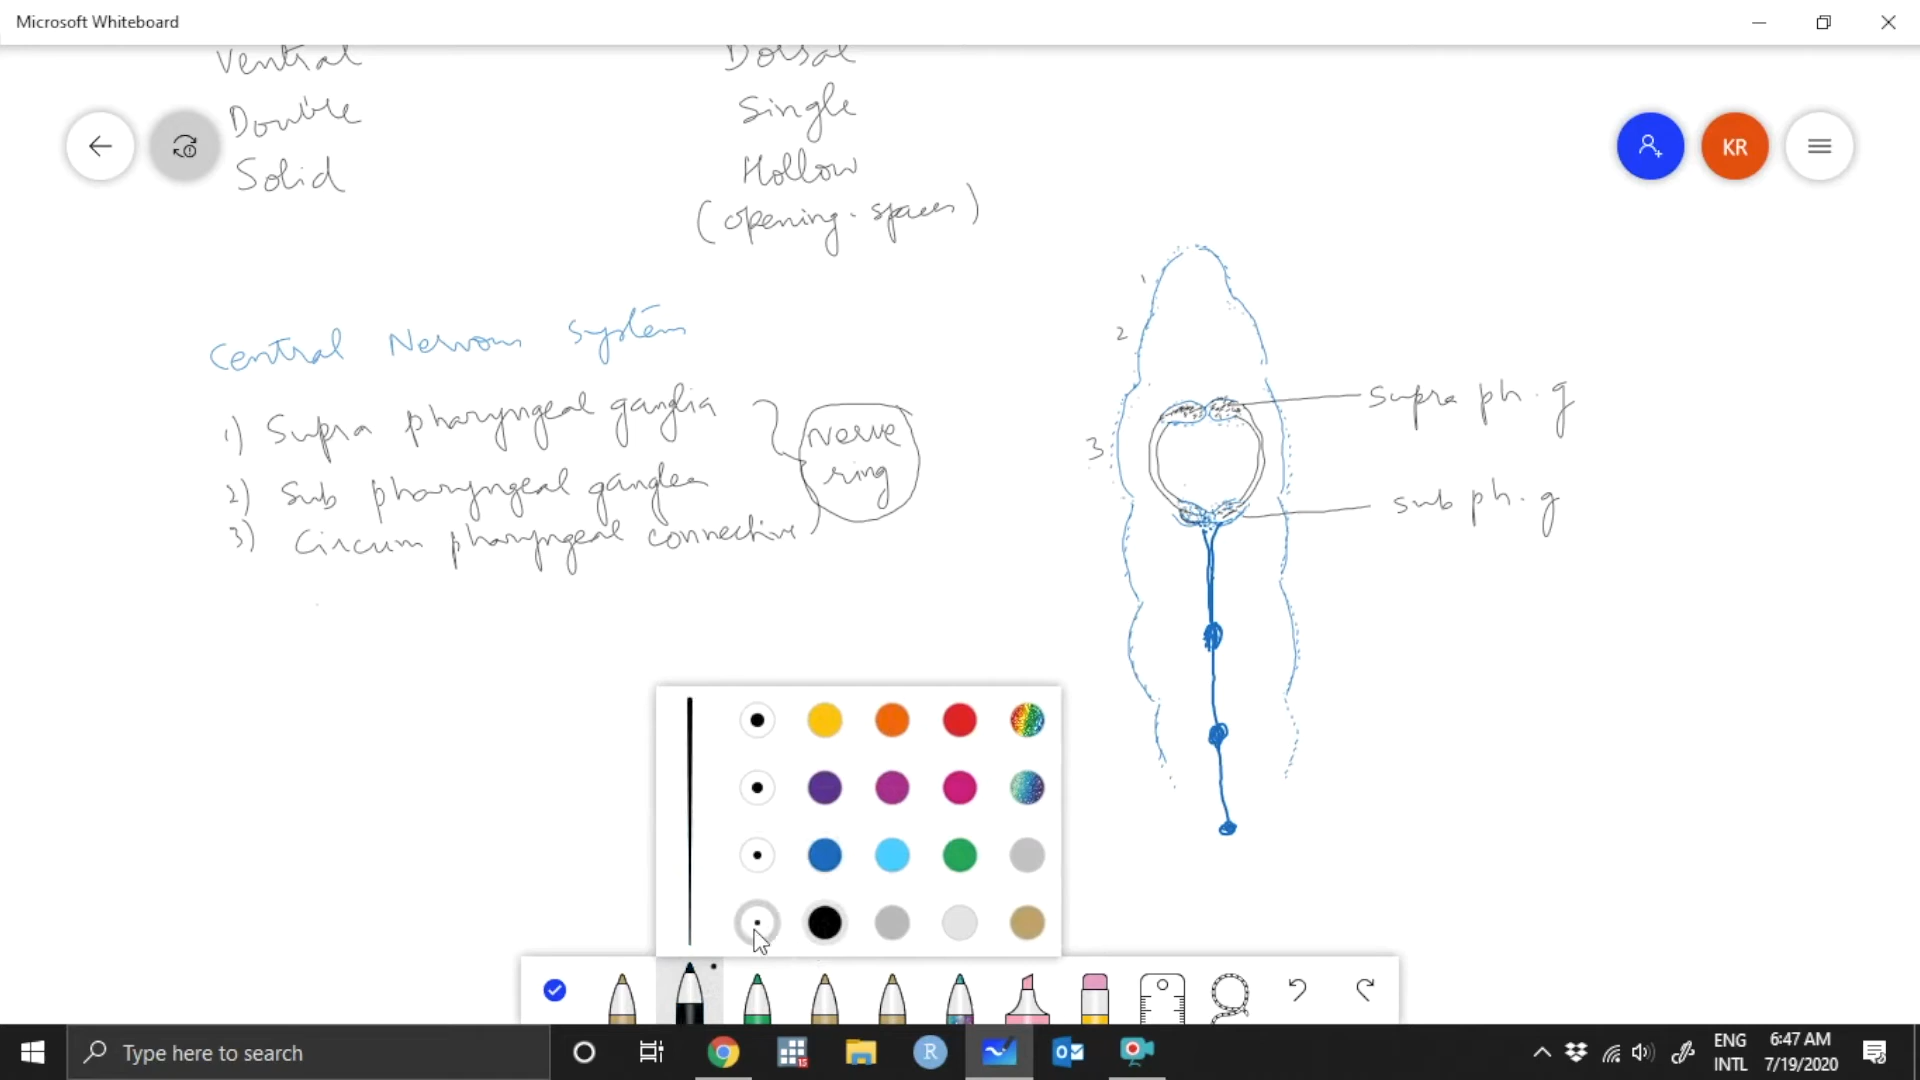 Microsoft Whiteboard
Ventral Dorsal
Double Single
Solid Hollow
(opening. spaces)
KR
Central Nervous System
1) Supra pharyngeal ganglia
2) Sub pharyngeal ganglea
3) Circum pharyngeal connective
nerve
ring
1
2
3
Supra ph. g
sub ph. g
Type here to search
15
R
ENG
INTL
6:47 AM
7/19/2020